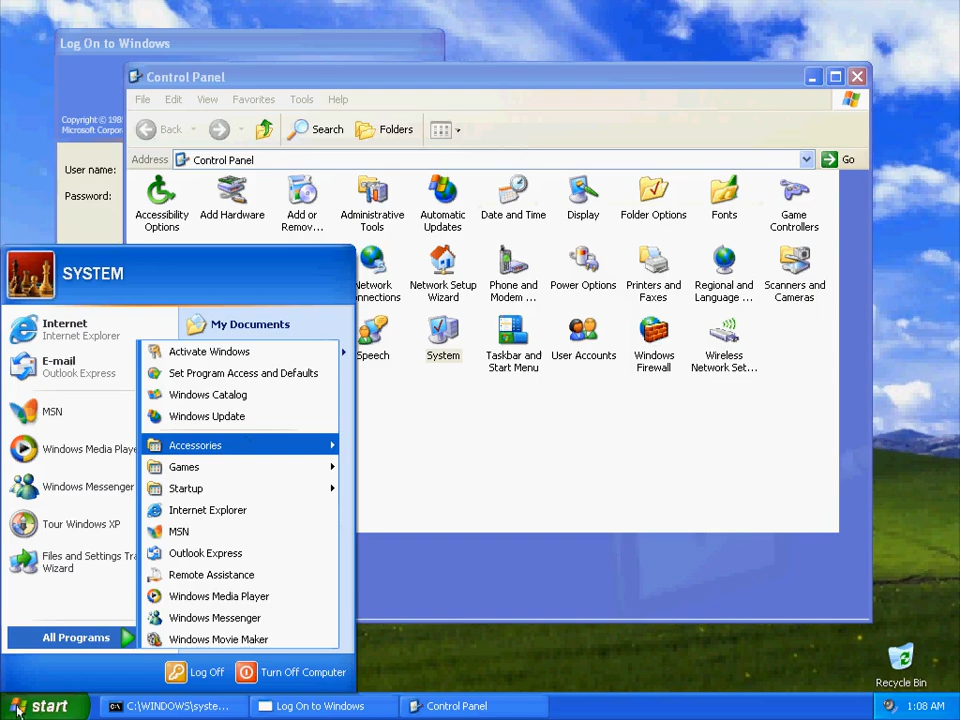 Log On to Windows
Control Panel
File Edit View Favorites Tools Help
Copyright © 198
Microsoft Corpor
Back Search Folders
Address Control Panel Go
User name:
Password:
Accessibility Options
Add Hardware
Add or Remov...
Administrative Tools
Automatic Updates
Date and Time
Display
Folder Options
Fonts
Game Controllers
Network Setup Wizard
Phone and Modem ...
Power Options
Printers and Faxes
Regional and Language ...
Scanners and Cameras
Speech
System
Taskbar and Start Menu
User Accounts
Windows Firewall
Wireless Network Set...
SYSTEM
Internet
Internet Explorer
E-mail
Outlook Express
MSN
Windows Media Playe
Windows Messenger
Tour Windows XP
Files and Settings Tra
Wizard
All Programs
My Documents
Activate Windows
Set Program Access and Defaults
Windows Catalog
Windows Update
Accessories
Games
Startup
Internet Explorer
MSN
Outlook Express
Remote Assistance
Windows Media Player
Windows Messenger
Windows Movie Maker
Log Off Turn Off Computer
Recycle Bin
start C:\WINDOWS\syste... Log On to Windows Control Panel 1:08 AM